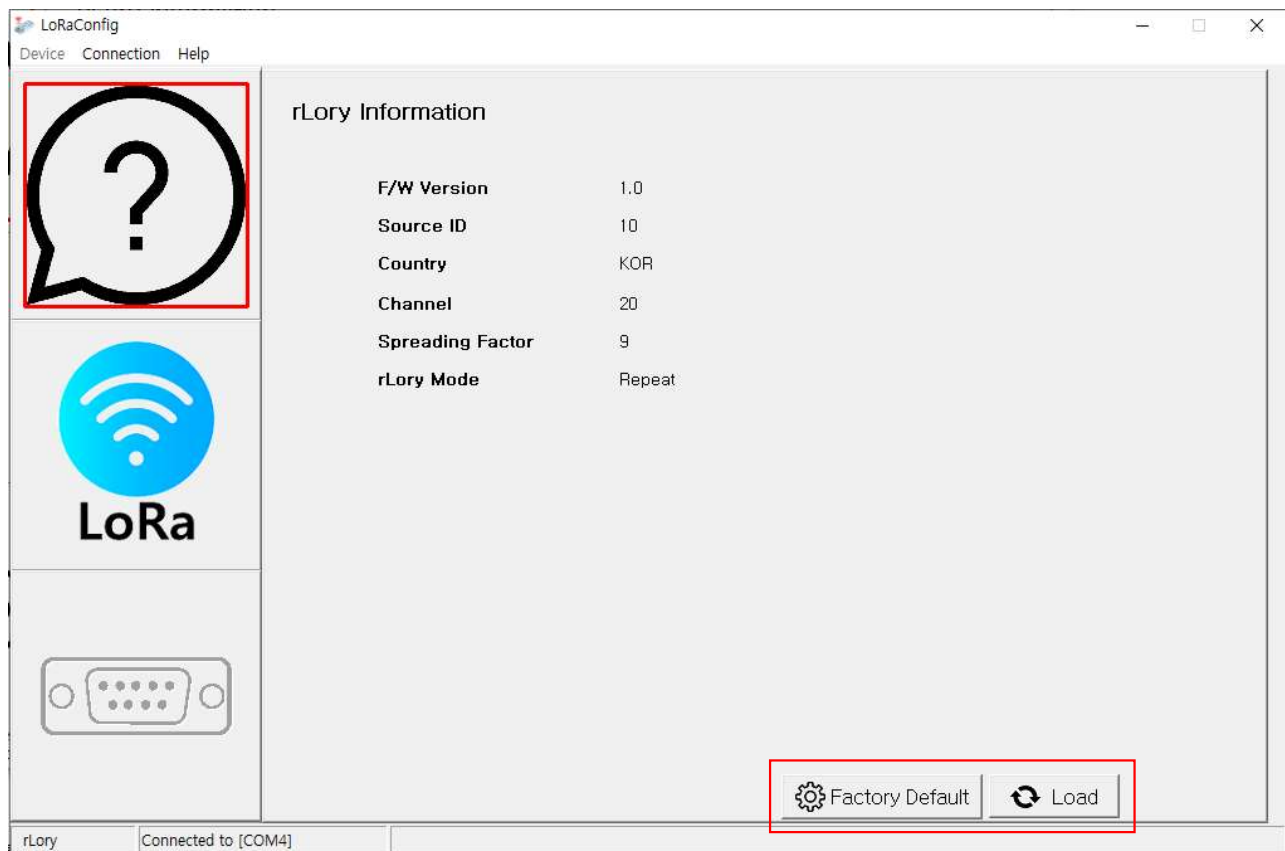 LoRaConfig
Device Connection Help
?
rLory Information
F/W Version 1.0
Source ID 10
Country KOR
Channel 20
Spreading Factor 9
rLory Mode Repeat
LoRa
Factory Default Load
rLory Connected to [COM4]